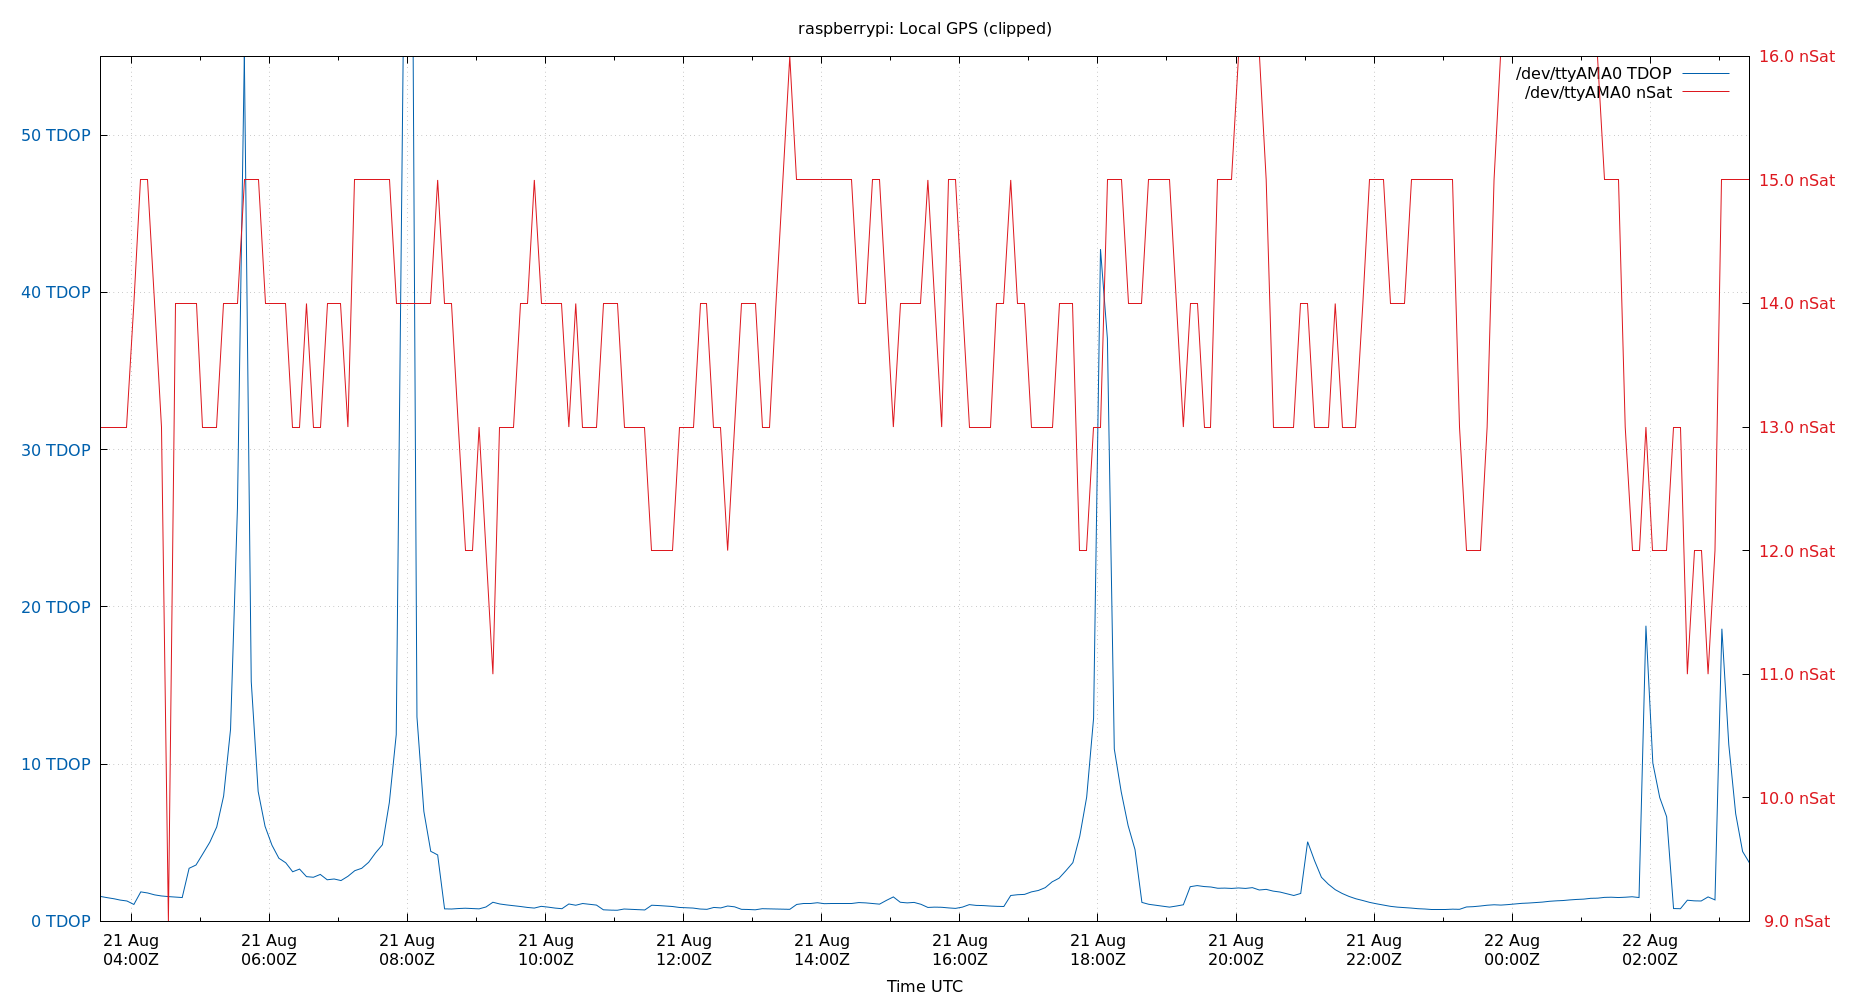 raspberrypi: Local GPS (clipped)
/dev/ttyAMA0 TDOP
/dev/ttyAMA0 nSat
50 TDOP
40 TDOP
30 TDOP
20 TDOP
10 TDOP
0 TDOP
16.0 nSat
15.0 nSat
14.0 nSat
13.0 nSat
12.0 nSat
11.0 nSat
10.0 nSat
9.0 nSat
21 Aug
04:00Z
21 Aug
06:00Z
21 Aug
08:00Z
21 Aug
10:00Z
21 Aug
12:00Z
21 Aug
14:00Z
21 Aug
16:00Z
21 Aug
18:00Z
21 Aug
20:00Z
21 Aug
22:00Z
22 Aug
00:00Z
22 Aug
02:00Z
Time UTC